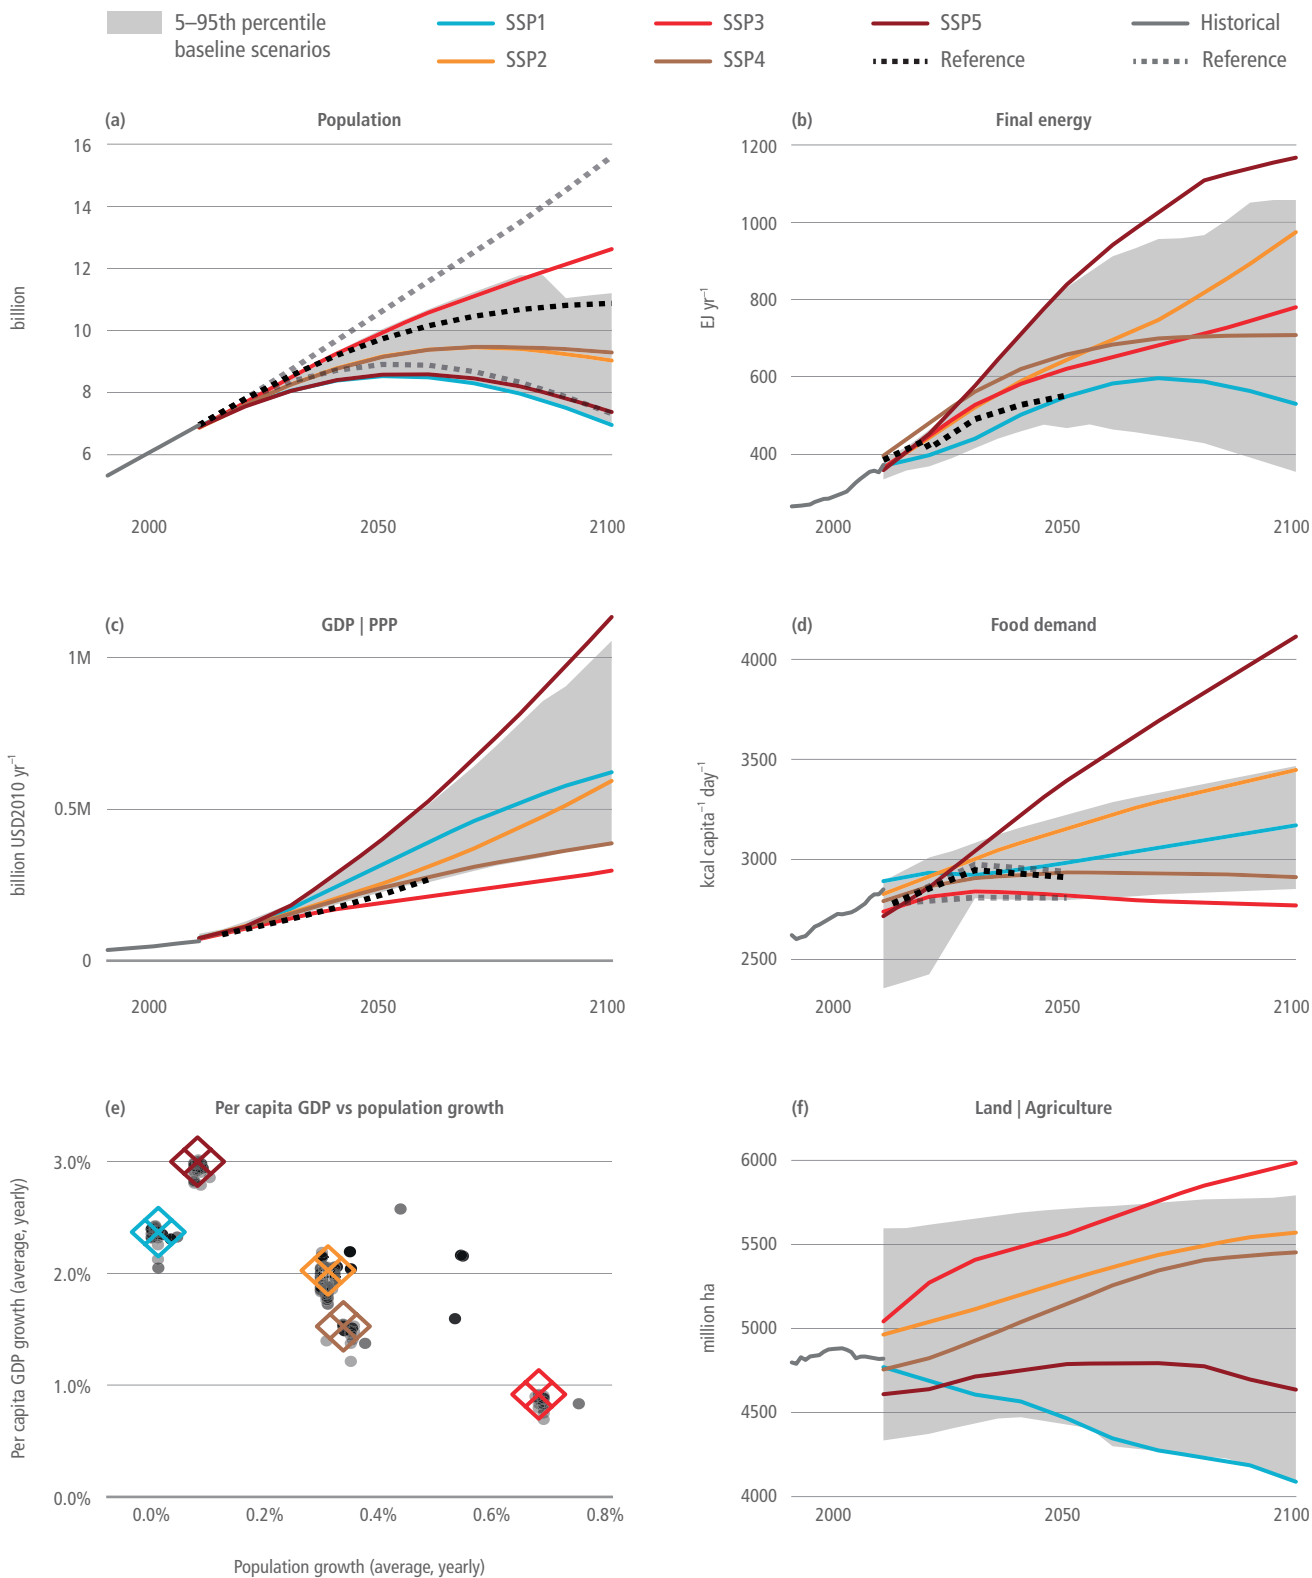 5–95th percentile
baseline scenarios
SSP1
SSP2
SSP3
SSP4
SSP5
Reference
Historical
Reference
(a) Population
billion
16
14
12
10
8
6
2000 2050 2100
(b) Final energy
EJ yr⁻¹
1200
1000
800
600
400
2000 2050 2100
(c) GDP | PPP
billion USD2010 yr⁻¹
1M
0.5M
0
2000 2050 2100
(d) Food demand
kcal capita⁻¹ day⁻¹
4000
3500
3000
2500
2000 2050 2100
(e) Per capita GDP vs population growth
Per capita GDP growth (average, yearly)
3.0%
2.0%
1.0%
0.0%
0.0% 0.2% 0.4% 0.6% 0.8%
Population growth (average, yearly)
(f) Land | Agriculture
million ha
6000
5500
5000
4500
4000
2000 2050 2100